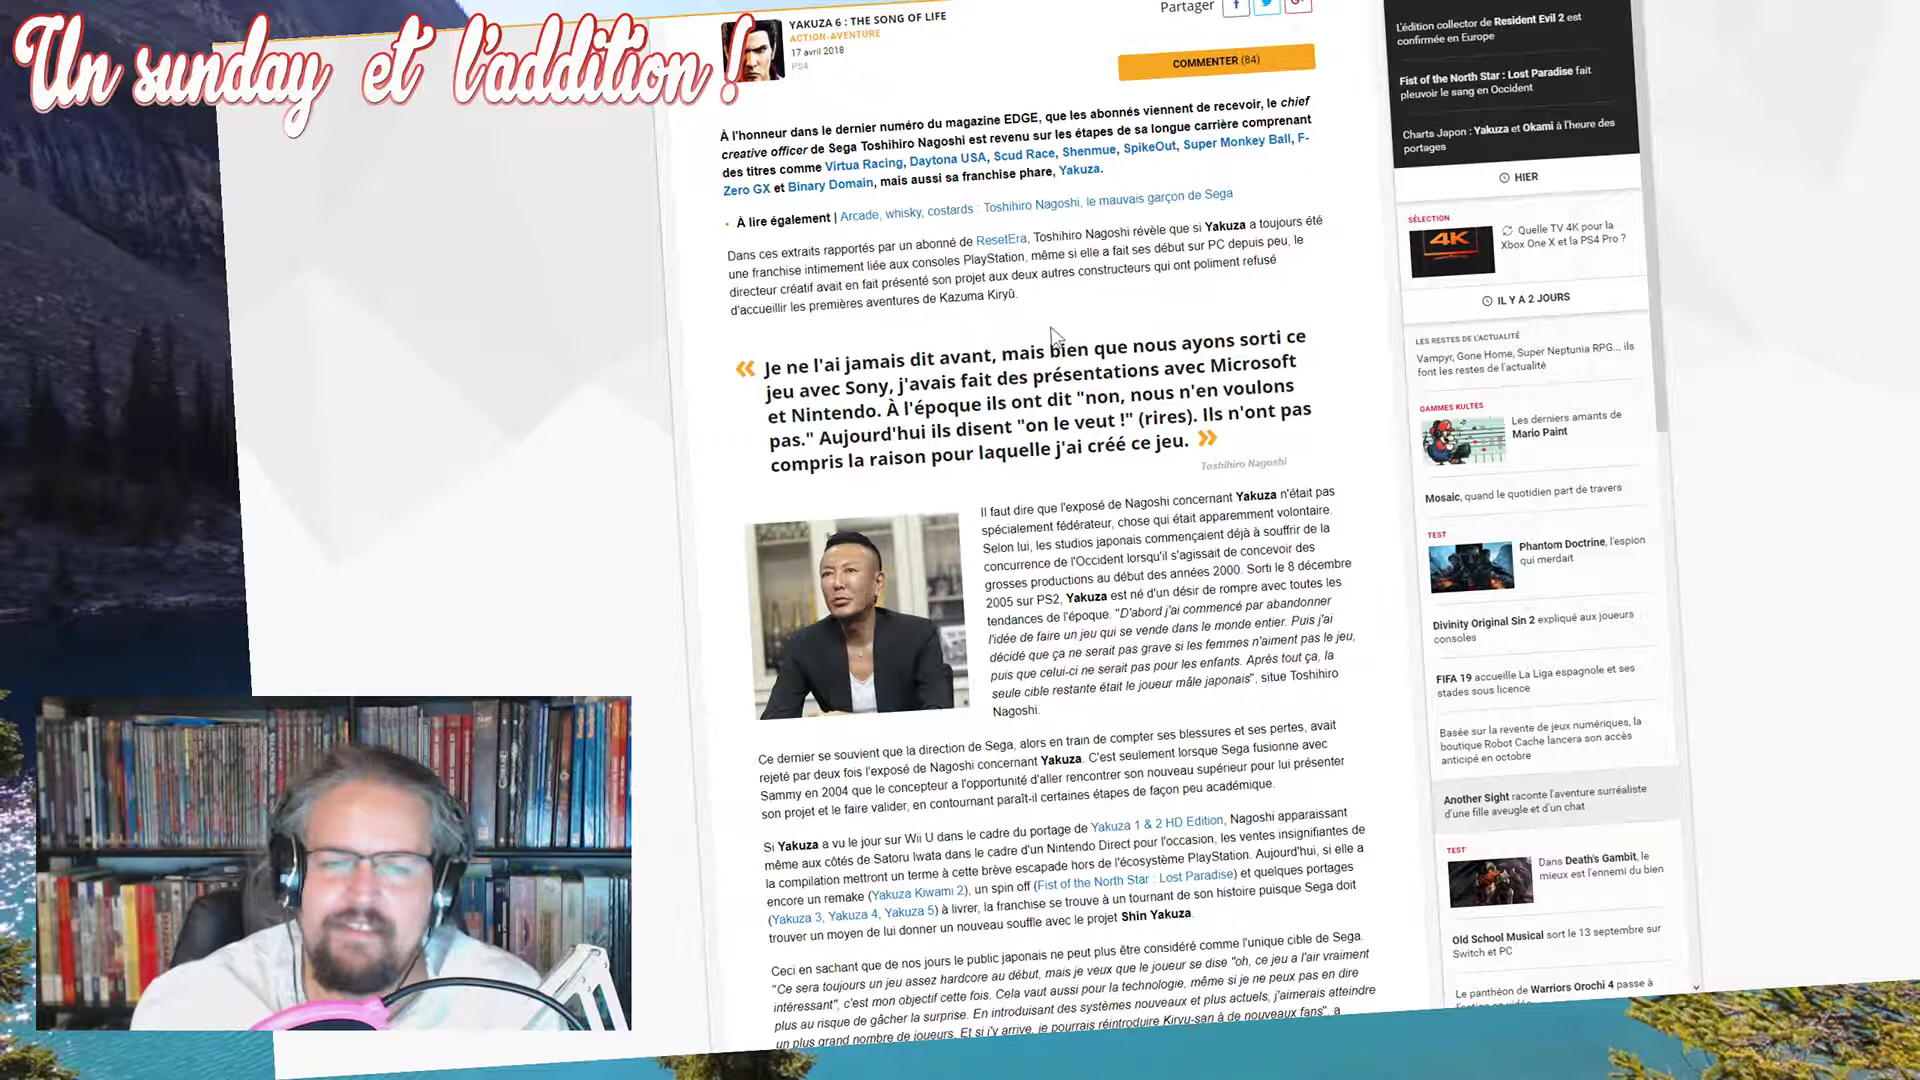 Un sunday et l'addition !
YAKUZA 6 : THE SONG OF LIFE
ACTION-AVENTURE
17 avril 2018
PS4
Partager
COMMENTER (84)
À l'honneur dans le dernier numéro du magazine EDGE, que les abonnés viennent de recevoir, le chief
creative officer de Sega Toshihiro Nagoshi est revenu sur les étapes de sa longue carrière comprenant
des titres comme Virtua Racing, Daytona USA, Scud Race, Shenmue, SpikeOut, Super Monkey Ball, F-
Zero GX et Binary Domain, mais aussi sa franchise phare, Yakuza.
À lire également | Arcade, whisky, costards : Toshihiro Nagoshi, le mauvais garçon de Sega
Dans ces extraits rapportés par un abonné de ResetEra, Toshihiro Nagoshi révèle que si Yakuza a toujours été
une franchise intimement liée aux consoles PlayStation, même si elle a fait ses début sur PC depuis peu, le
directeur créatif avait en fait présenté son projet aux deux autres constructeurs qui ont poliment refusé
d'accueillir les premières aventures de Kazuma Kiryû.
« Je ne l'ai jamais dit avant, mais bien que nous ayons sorti ce
jeu avec Sony, j'avais fait des présentations avec Microsoft
et Nintendo. À l'époque ils ont dit "non, nous n'en voulons
pas." Aujourd'hui ils disent "on le veut !" (rires). Ils n'ont pas
compris la raison pour laquelle j'ai créé ce jeu. »
Toshihiro Nagoshi
Il faut dire que l'exposé de Nagoshi concernant Yakuza n'était pas
spécialement fédérateur, chose qui était apparemment volontaire.
Selon lui, les studios japonais commençaient déjà à souffrir de la
concurrence de l'Occident lorsqu'il s'agissait de concevoir des
grosses productions au début des années 2000. Sorti le 8 décembre
2005 sur PS2, Yakuza est né d'un désir de rompre avec toutes les
tendances de l'époque. "D'abord j'ai commencé par abandonner
l'idée de faire un jeu qui se vende dans le monde entier. Puis j'ai
décidé que ça ne serait pas grave si les femmes n'aiment pas le jeu,
puis que celui-ci ne serait pas pour les enfants. Après tout ça, la
seule cible restante était le joueur mâle japonais", situe Toshihiro
Nagoshi.
Ce dernier se souvient que la direction de Sega, alors en train de compter ses blessures et ses pertes, avait
rejeté par deux fois l'exposé de Nagoshi concernant Yakuza. C'est seulement lorsque Sega fusionne avec
Sammy en 2004 que le concepteur a l'opportunité d'aller rencontrer son nouveau supérieur pour lui présenter
son projet et le faire valider, en contournant paraît-il certaines étapes de façon peu académique.
Si Yakuza a vu le jour sur Wii U dans le cadre du portage de Yakuza 1 & 2 HD Edition, Nagoshi apparaissant
même aux côtés de Satoru Iwata dans le cadre d'un Nintendo Direct pour l'occasion, les ventes insignifiantes de
la compilation mettront un terme à cette brève escapade hors de l'écosystème PlayStation. Aujourd'hui, si elle a
encore un remake (Yakuza Kiwami 2), un spin off (Fist of the North Star : Lost Paradise) et quelques portages
(Yakuza 3, Yakuza 4, Yakuza 5) à livrer, la franchise se trouve à un tournant de son histoire puisque Sega doit
trouver un moyen de lui donner un nouveau souffle avec le projet Shin Yakuza.
Ceci en sachant que de nos jours le public japonais ne peut plus être considéré comme l'unique cible de Sega.
"Ce sera toujours un jeu assez hardcore au début, mais je veux que le joueur se dise "oh, ce jeu a l'air vraiment
intéressant", c'est mon objectif cette fois. Cela vaut aussi pour la technologie, même si je ne peux pas en dire
plus au risque de gâcher la surprise. En introduisant des systèmes nouveaux et plus actuels, j'aimerais atteindre
un plus grand nombre de joueurs. Et si j'y arrive, je pourrais réintroduire Kiryu-san à de nouveaux fans", a
L'édition collector de Resident Evil 2 est
confirmée en Europe
Fist of the North Star : Lost Paradise fait
pleuvoir le sang en Occident
Charts Japon : Yakuza et Okami à l'heure des
portages
HIER
SÉLECTION
4K
Quelle TV 4K pour la
Xbox One X et la PS4 Pro ?
IL Y A 2 JOURS
LES RESTES DE L'ACTUALITÉ
Vampyr, Gone Home, Super Neptunia RPG... ils
font les restes de l'actualité
GAMES KULTES
Les derniers amants de
Mario Paint
Mosaic, quand le quotidien part de travers
TEST
Phantom Doctrine, l'espion
qui merdait
Divinity Original Sin 2 expliqué aux joueurs
consoles
FIFA 19 accueille La Liga espagnole et ses
stades sous licence
Basée sur la revente de jeux numériques, la
boutique Robot Cache lancera son accès
anticipé en octobre
Another Sight raconte l'aventure surréaliste
d'une fille aveugle et d'un chat
TEST
Dans Death's Gambit, le
mieux est l'ennemi du bien
Old School Musical sort le 13 septembre sur
Switch et PC
Le panthéon de Warriors Orochi 4 passe à